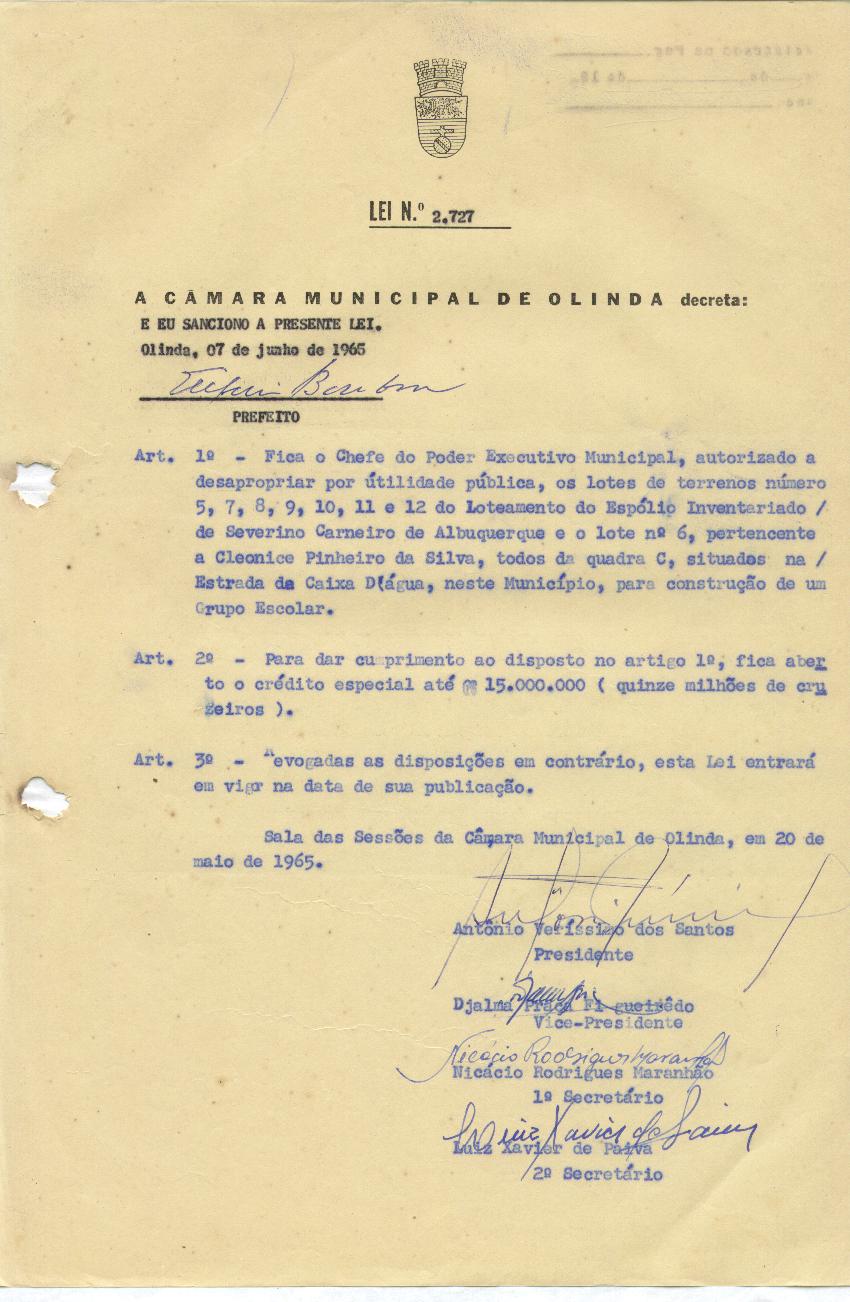 LEI N.º 2.727
A CÂMARA MUNICIPAL DE OLINDA decreta:
E EU SANCIONO A PRESENTE LEI.
Olinda, 07 de junho de 1965
PREFEITO
Art. 1º - Fica o Chefe do Poder Executivo Municipal, autorizado a
desapropriar por útilidade pública, os lotes de terrenos número
5, 7, 8, 9, 10, 11 e 12 do Loteamento do Espólio Inventariado /
de Severino Carneiro de Albuquerque e o lote nº 6, pertencente
a Cleonice Pinheiro da Silva, todos da quadra C, situados na /
Estrada da Caixa D(água, neste Município, para construção de um
Grupo Escolar.
Art. 2º - Para dar cumprimento ao disposto no artigo 1º, fica aber
to o crédito especial até 15.000.000 ( quinze milhões de cru
zeiros ).
Art. 3º - Revogadas as disposições em contrário, esta Lei entrará
em vigor na data de sua publicação.
Sala das Sessões da Câmara Municipal de Olinda, em 20 de
maio de 1965.
Antônio Veríssimo dos Santos
Presidente
Djalma Praça Figueirêdo
Vice-Presidente
Nicácio Rodrigues Maranhão
Nicácio Rodrigues Maranhão
1º Secretário
Luiz Xavier de Paiva
Luiz Xavier de Paiva
2º Secretário